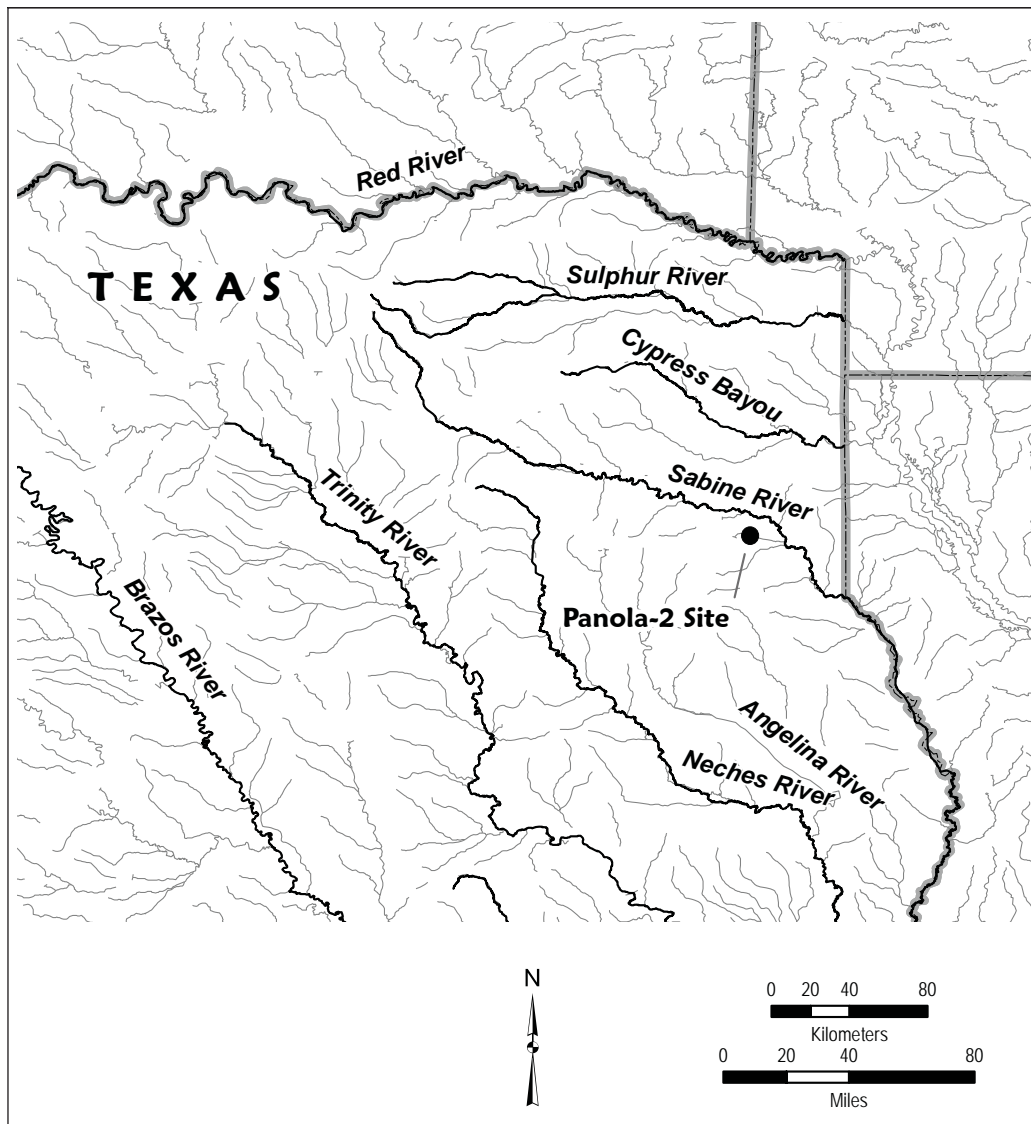 Red River
TEXAS
Sulphur River
Cypress Bayou
Sabine River
Trinity River
Brazos River
Panola-2 Site
Angelina River
Neches River
N
0 20 40 80
Kilometers
0 20 40 80
Miles